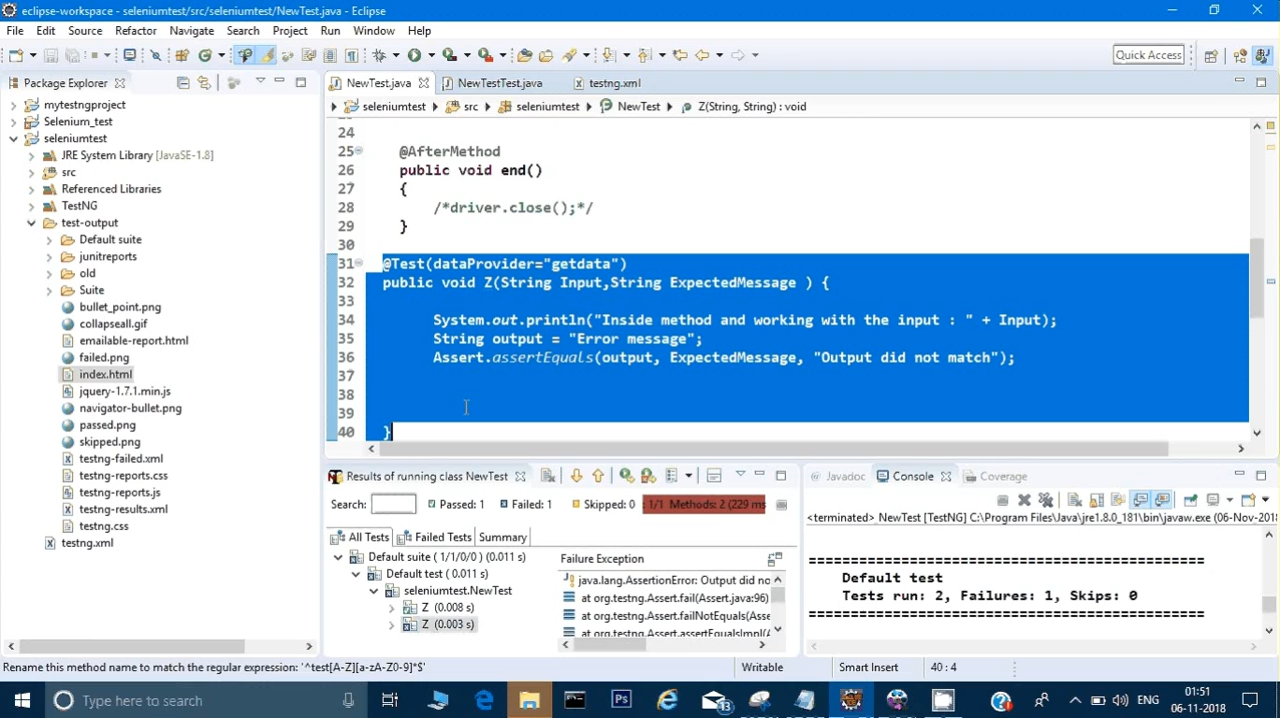 eclipse-workspace - seleniumtest/src/seleniumtest/NewTest.java - Eclipse
File Edit Source Refactor Navigate Search Project Run Window Help
Quick Access
Package Explorer
NewTest.java NewTestTest.java testng.xml
seleniumtest src seleniumtest NewTest Z(String, String) : void
mytestngproject
Selenium_test
seleniumtest
JRE System Library [JavaSE-1.8]
src
Referenced Libraries
TestNG
test-output
Default suite
junitreports
old
Suite
bullet_point.png
collapseall.gif
emailable-report.html
failed.png
index.html
jquery-1.7.1.min.js
navigator-bullet.png
passed.png
skipped.png
testng-failed.xml
testng-reports.css
testng-reports.js
testng-results.xml
testng.css
testng.xml
24
25 @AfterMethod
26 public void end()
27 {
28 /*driver.close();*/
29 }
30
31 @Test(dataProvider="getdata")
32 public void Z(String Input,String ExpectedMessage ) {
33
34 System.out.println("Inside method and working with the input : " + Input);
35 String output = "Error message";
36 Assert.assertEquals(output, ExpectedMessage, "Output did not match");
37
38
39
40 }
Results of running class NewTest
Search: Passed: 1 Failed: 1 Skipped: 0 : 1/1 Methods: 2 (229 ms
All Tests Failed Tests Summary
Default suite ( 1/1/0/0 ) (0.011 s)
Default test ( 0.011 s)
seleniumtest.NewTest
Z (0.008 s)
Z (0.003 s)
Failure Exception
java.lang.AssertionError: Output did no
at org.testng.Assert.fail(Assert.java:96)
at org.testng.Assert.failNotEquals(Asse
at org.testng.Assert.assertEqualsImpl(A
Javadoc Console Coverage
<terminated> NewTest [TestNG] C:\Program Files\Java\jre1.8.0_181\bin\javaw.exe (06-Nov-2018
===============================================
Default test
Tests run: 2, Failures: 1, Skips: 0
===============================================
Rename this method name to match the regular expression: '^test[A-Z][a-zA-Z0-9]*$'
Writable Smart Insert 40 : 4
Type here to search
13
ENG
01:51
06-11-2018